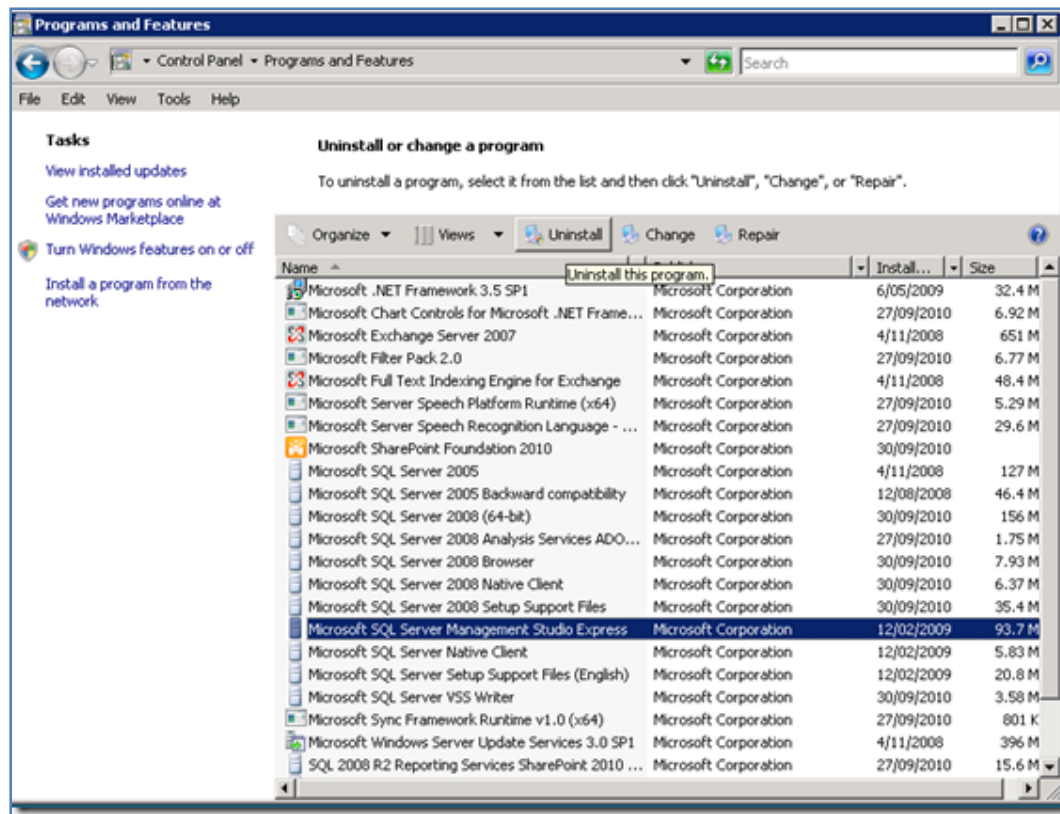 Programs and Features
Control Panel Programs and Features Search
File Edit View Tools Help
Tasks
View installed updates
Get new programs online at
Windows Marketplace
Turn Windows features on or off
Install a program from the
network
Uninstall or change a program
To uninstall a program, select it from the list and then click "Uninstall", "Change", or "Repair".
Organize Views Uninstall Change Repair
Name Install... Size
Uninstall this program.
Microsoft .NET Framework 3.5 SP1 Microsoft Corporation 6/05/2009 32.4 M
Microsoft Chart Controls for Microsoft .NET Frame... Microsoft Corporation 27/09/2010 6.92 M
Microsoft Exchange Server 2007 Microsoft Corporation 4/11/2008 651 M
Microsoft Filter Pack 2.0 Microsoft Corporation 27/09/2010 6.77 M
Microsoft Full Text Indexing Engine for Exchange Microsoft Corporation 4/11/2008 48.4 M
Microsoft Server Speech Platform Runtime (x64) Microsoft Corporation 27/09/2010 5.29 M
Microsoft Server Speech Recognition Language - ... Microsoft Corporation 27/09/2010 29.6 M
Microsoft SharePoint Foundation 2010 Microsoft Corporation 30/09/2010
Microsoft SQL Server 2005 Microsoft Corporation 4/11/2008 127 M
Microsoft SQL Server 2005 Backward compatibility Microsoft Corporation 12/08/2008 46.4 M
Microsoft SQL Server 2008 (64-bit) Microsoft Corporation 30/09/2010 156 M
Microsoft SQL Server 2008 Analysis Services ADO... Microsoft Corporation 27/09/2010 1.75 M
Microsoft SQL Server 2008 Browser Microsoft Corporation 30/09/2010 7.93 M
Microsoft SQL Server 2008 Native Client Microsoft Corporation 30/09/2010 6.37 M
Microsoft SQL Server 2008 Setup Support Files Microsoft Corporation 30/09/2010 35.4 M
Microsoft SQL Server Management Studio Express Microsoft Corporation 12/02/2009 93.7 M
Microsoft SQL Server Native Client Microsoft Corporation 12/02/2009 5.83 M
Microsoft SQL Server Setup Support Files (English) Microsoft Corporation 12/02/2009 20.8 M
Microsoft SQL Server VSS Writer Microsoft Corporation 30/09/2010 3.58 M
Microsoft Sync Framework Runtime v1.0 (x64) Microsoft Corporation 27/09/2010 801 K
Microsoft Windows Server Update Services 3.0 SP1 Microsoft Corporation 4/11/2008 396 M
SQL 2008 R2 Reporting Services SharePoint 2010 ... Microsoft Corporation 27/09/2010 15.6 M